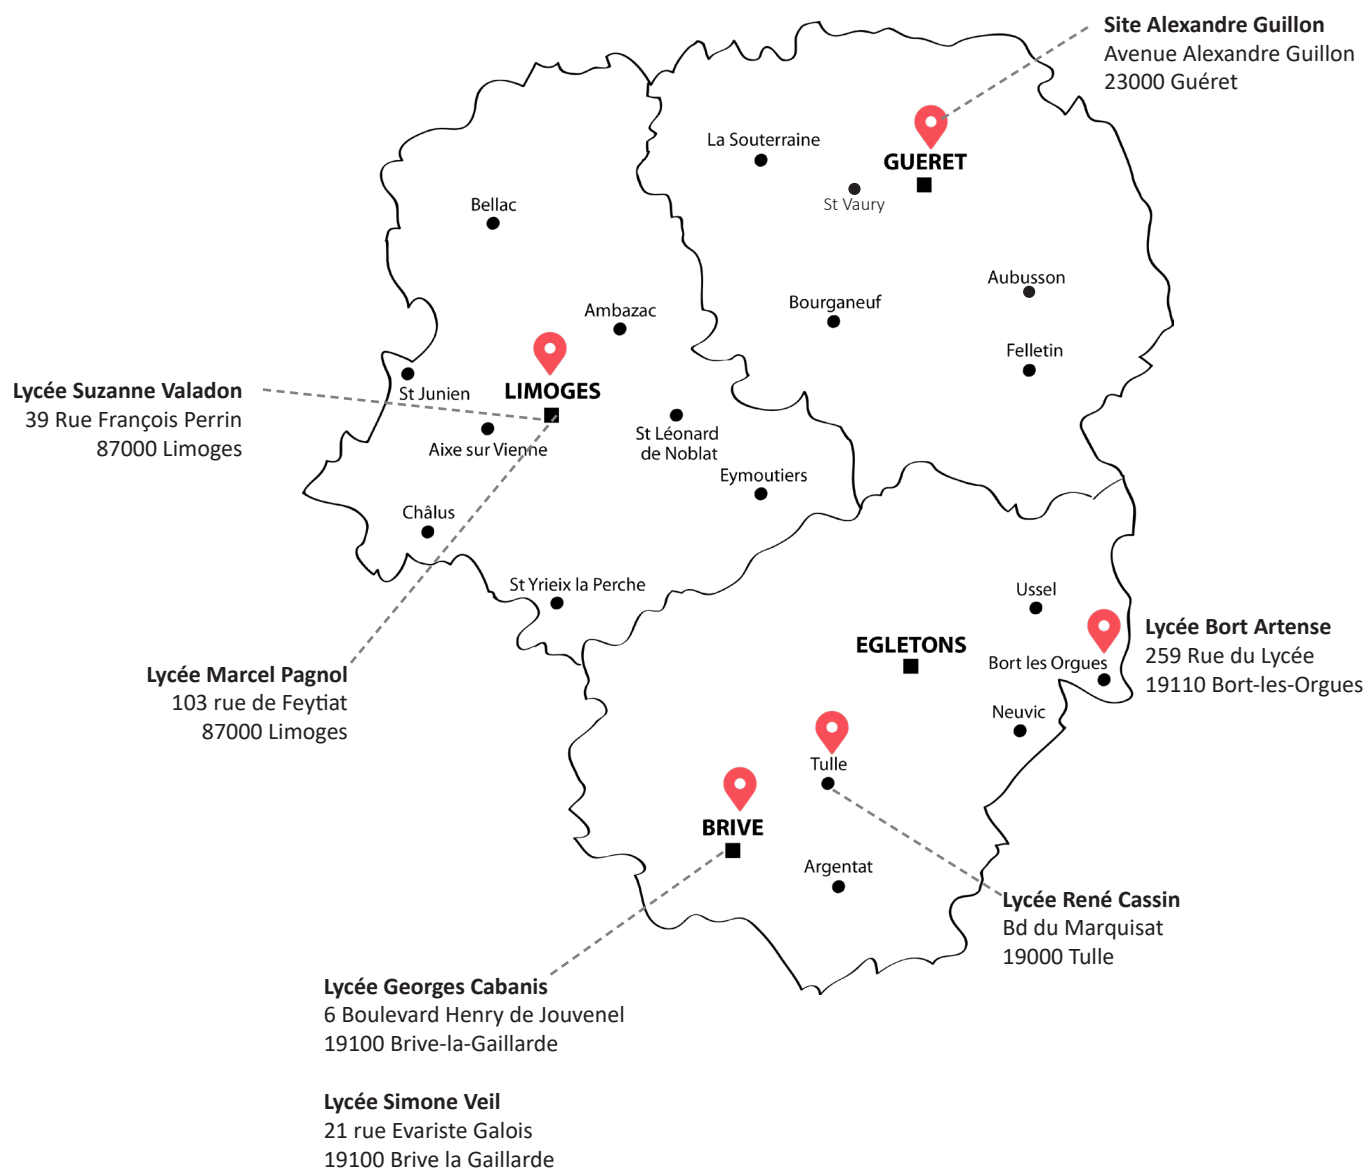 Site Alexandre Guillon
Avenue Alexandre Guillon
23000 Guéret
La Souterraine
GUERET
St Vaury
Bellac
Aubusson
Bourganeuf
Ambazac
Felletin
Lycée Suzanne Valadon
39 Rue François Perrin
87000 Limoges
St Junien
LIMOGES
Aixe sur Vienne
St Léonard
de Noblat
Eymoutiers
Châlus
St Yrieix la Perche
Ussel
EGLETONS
Bort les Orgues
Lycée Bort Artense
259 Rue du Lycée
19110 Bort-les-Orgues
Lycée Marcel Pagnol
103 rue de Feytiat
87000 Limoges
Neuvic
Tulle
BRIVE
Argentat
Lycée René Cassin
Bd du Marquisat
19000 Tulle
Lycée Georges Cabanis
6 Boulevard Henry de Jouvenel
19100 Brive-la-Gaillarde
Lycée Simone Veil
21 rue Evariste Galois
19100 Brive la Gaillarde